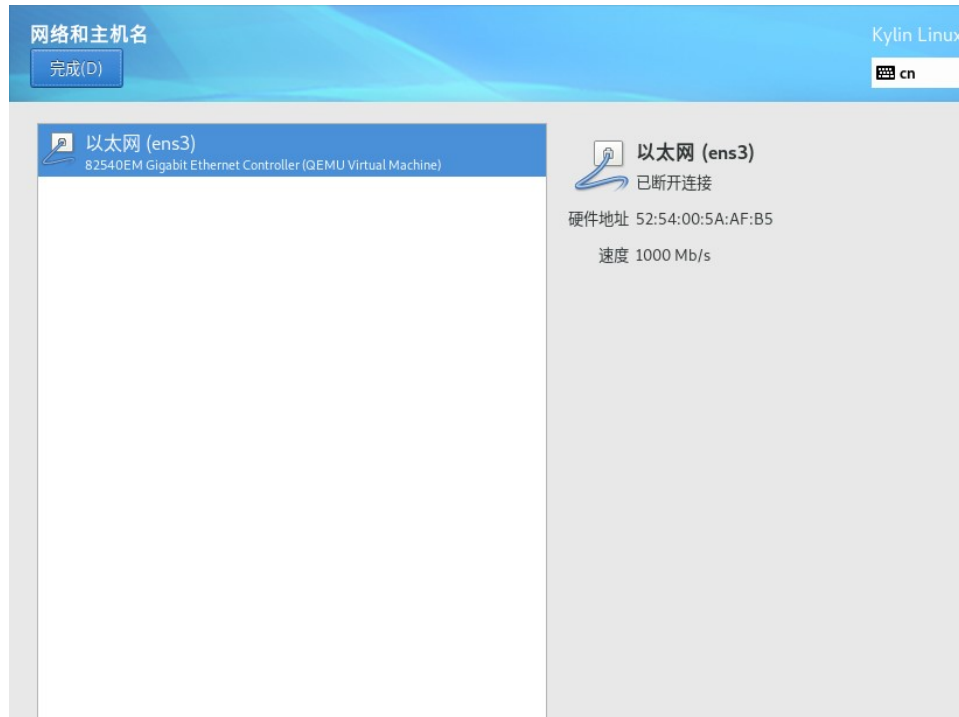 网络和主机名
Kylin Linux
完成(D)
cn
以太网 (ens3)
82540EM Gigabit Ethernet Controller (QEMU Virtual Machine)
以太网 (ens3)
已断开连接
硬件地址 52:54:00:5A:AF:B5
速度 1000 Mb/s